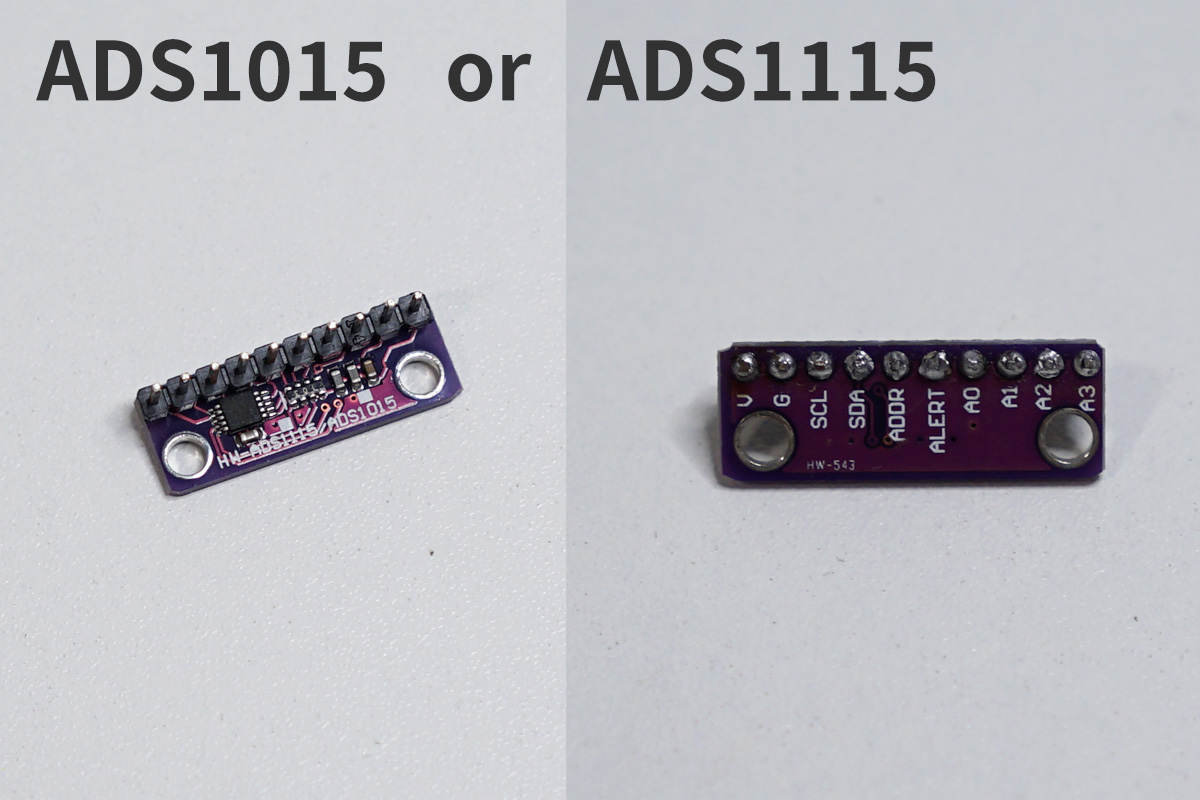 ADS1015 or ADS1115
HW-ADS1115/ADS1015
V G SCL SDA ADDR ALERT A0 A1 A2 A3
HW-543